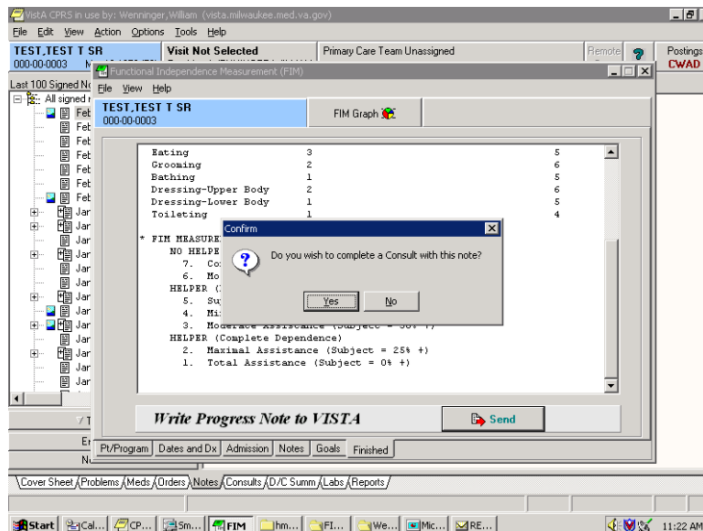 VistA CPRS in use by: Wenninger,William (vista.milwaukee.med.va.gov)
File Edit View Action Options Tools Help
TEST,TEST T SR
000-00-0003
Visit Not Selected
Primary Care Team Unassigned
Remote
Postings
CWAD
Last 100 Signed No
All signed r
Feb
Feb
Feb
Feb
Feb
Feb
Feb
Jan
Jan
Jan
Jan
Jan
Jan
Jan
Jan
Jan
Jan
Jan
Jan
Jan
Functional Independence Measurement (FIM)
File View Help
TEST,TEST T SR
000-00-0003
FIM Graph
Eating 3 5
Grooming 2 6
Bathing 1 5
Dressing-Upper Body 2 6
Dressing-Lower Body 1 5
Toileting 1 4
* FIM MEASURE
NO HELPE
7. Co
6. Mo
HELPER (
5. Su
4. Mi
3. Moderate Assistance (Subject = 50% +)
HELPER (Complete Dependence)
2. Maximal Assistance (Subject = 25% +)
1. Total Assistance (Subject = 0% +)
Confirm
Do you wish to complete a Consult with this note?
Yes No
Write Progress Note to VISTA
Send
Pt/Program Dates and Dx Admission Notes Goals Finished
Cover Sheet Problems Meds Orders Notes Consults D/C Summ Labs Reports
Start Cal... CP... Sm... FIM hm... FI... We... Mic... RE... 11:22 AM